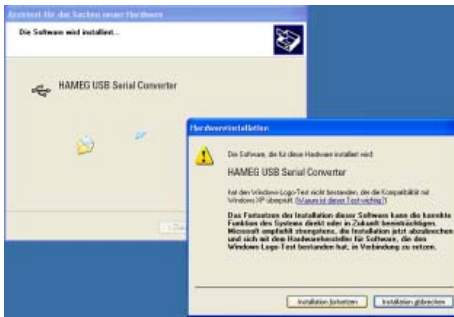 Assistent für das Suchen neuer Hardware
Die Software wird installiert...
HAMEG USB Serial Converter
Hardwareinstallation
Die Software, die für diese Hardware installiert wird:
HAMEG USB Serial Converter
hat den Windows-Logo-Test nicht bestanden, der die Kompatibilität mit
Windows XP überprüft. (Warum ist dieser Test wichtig?)
Das Fortsetzen der Installation dieser Software kann die korrekte
Funktion des Systems direkt oder in Zukunft beeinträchtigen.
Microsoft empfiehlt strengstens, die Installation jetzt abzubrechen
und sich mit dem Hardwarehersteller für Software, die den
Windows-Logo-Test bestanden hat, in Verbindung zu setzen.
Installation fortsetzen
Installation abbrechen